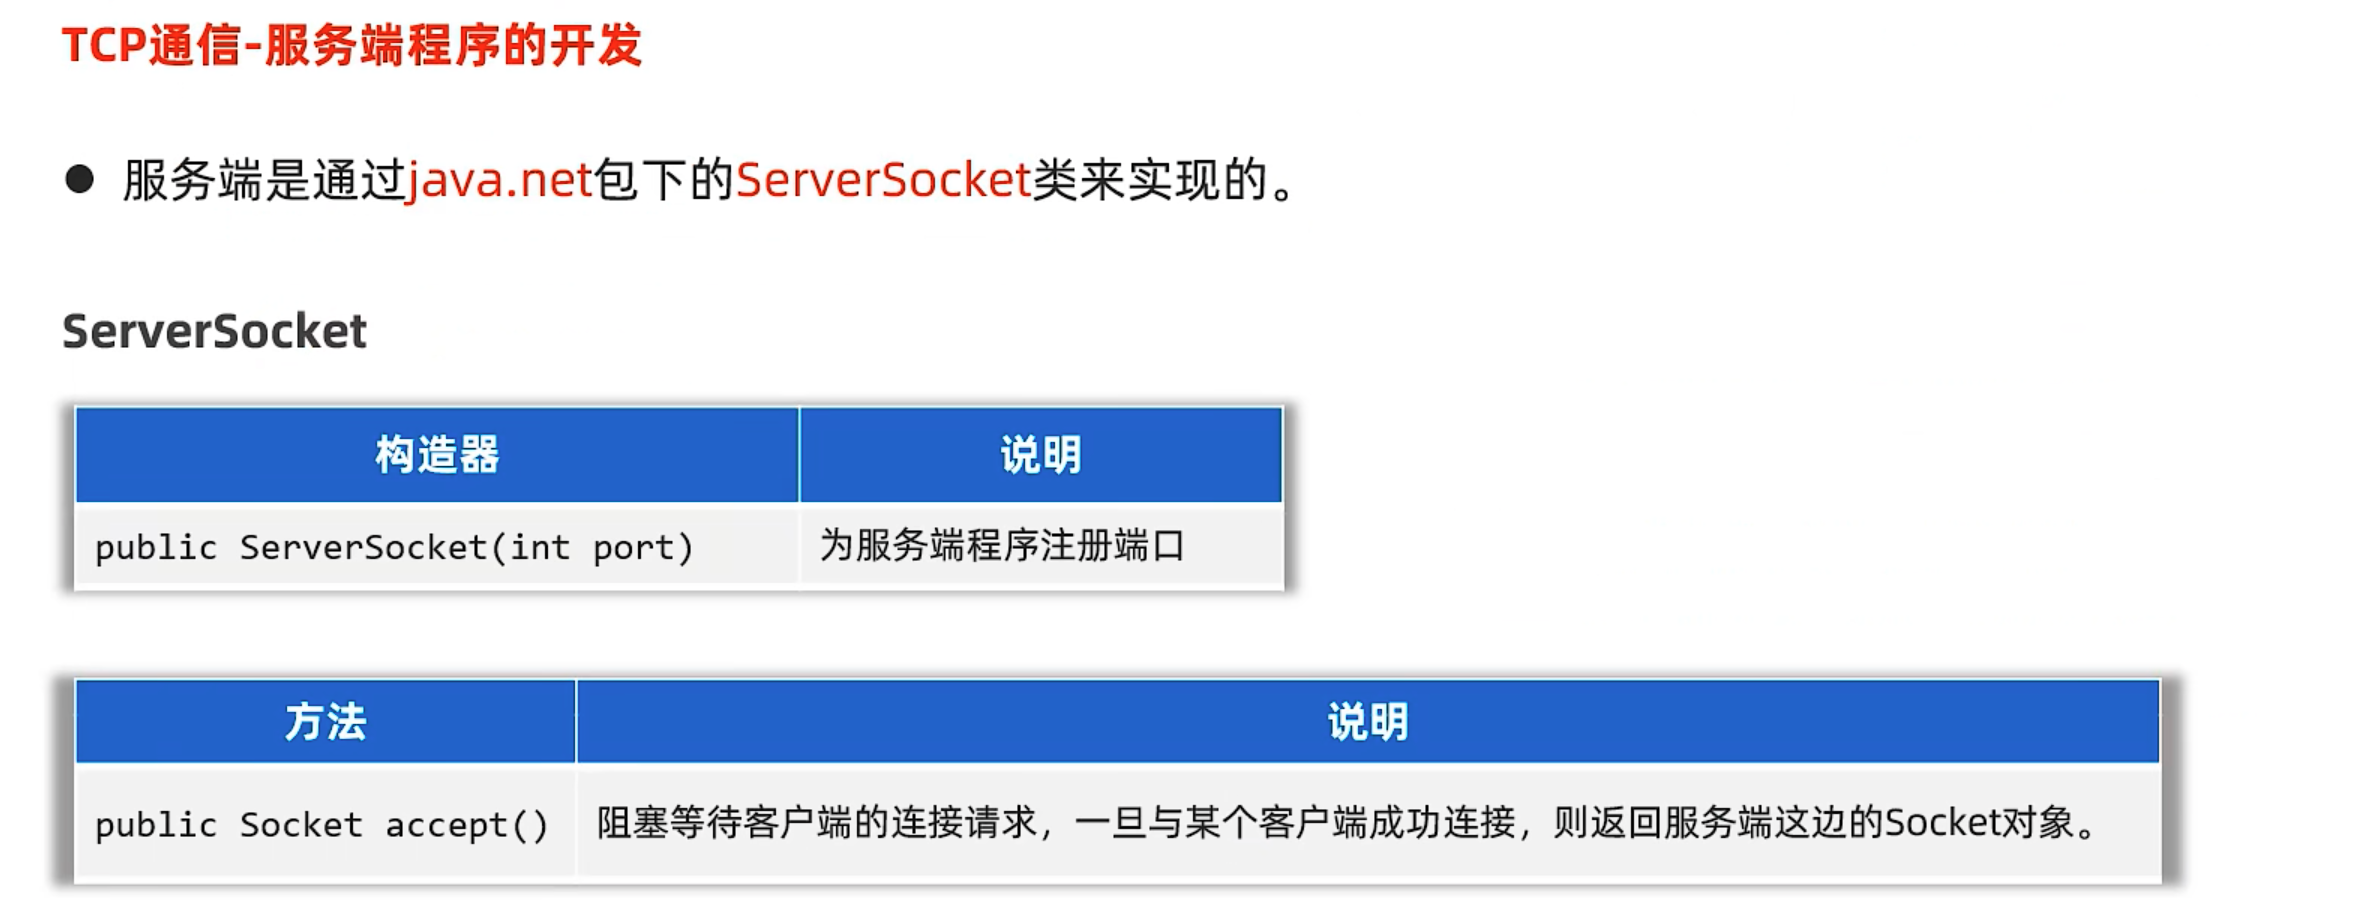 TCP通信-服务端程序的开发
● 服务端是通过java.net包下的ServerSocket类来实现的。
ServerSocket
构造器 说明
public ServerSocket(int port) 为服务端程序注册端口
方法 说明
public Socket accept() 阻塞等待客户端的连接请求，一旦与某个客户端成功连接，则返回服务端这边的Socket对象。